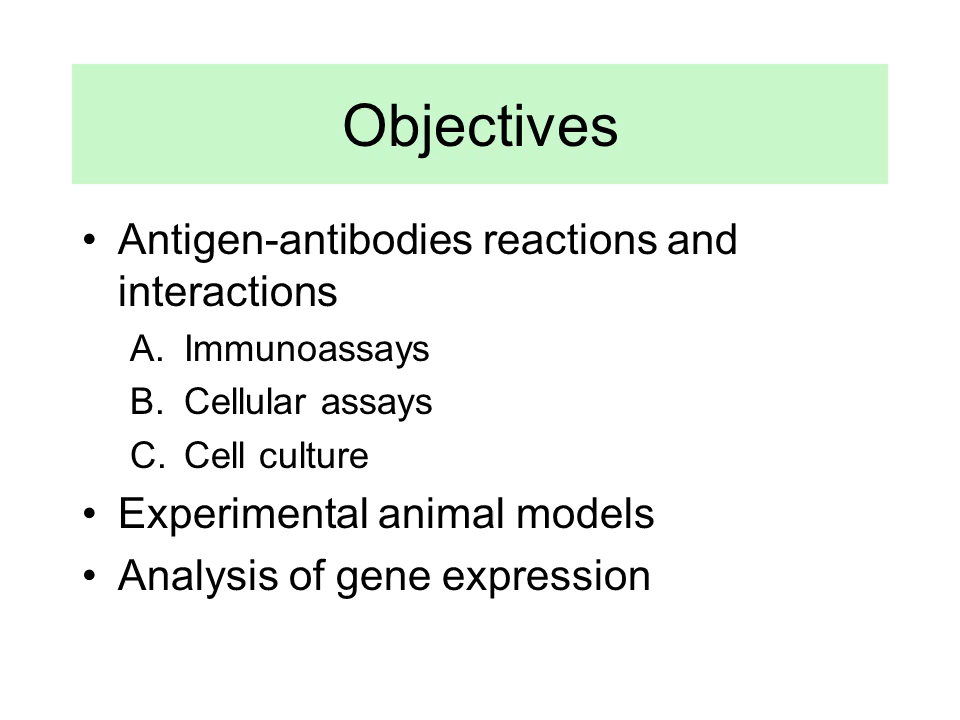 Objectives
• Antigen-antibodies reactions and
interactions
A. Immunoassays
B. Cellular assays
C. Cell culture
• Experimental animal models
• Analysis of gene expression